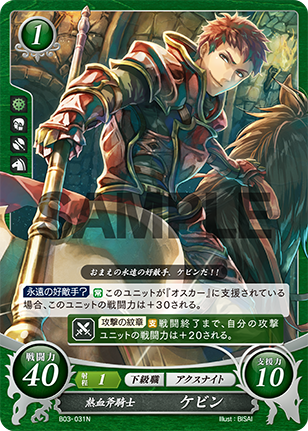 1
SAMPLE
おまえの永遠の好敵手、ケビンだ!!
永遠の好敵手? 常 このユニットが『オスカー』に支援されている
場合、このユニットの戦闘力は+30される。
攻撃の紋章 支 戦闘終了まで、自分の攻撃
ユニットの戦闘力は+20される。
戦闘力
40
射程 1 下級職 アクスナイト
支援力
10
熱血斧騎士 ケビン
B03-031N
Illust:BISAI